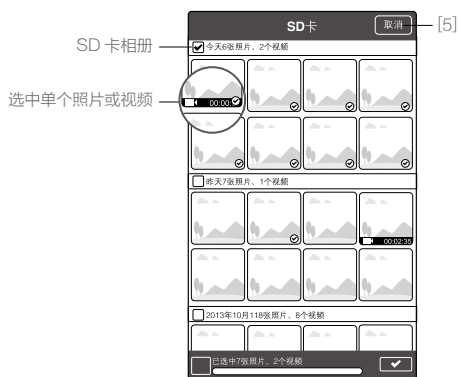 SD卡
取消
[5]
SD 卡相册
今天6张照片、2个视频
选中单个照片或视频
00:00:
昨天7张照片、1个视频
00:02:35
2013年10月118张照片、8个视频
已选中7张照片、2个视频